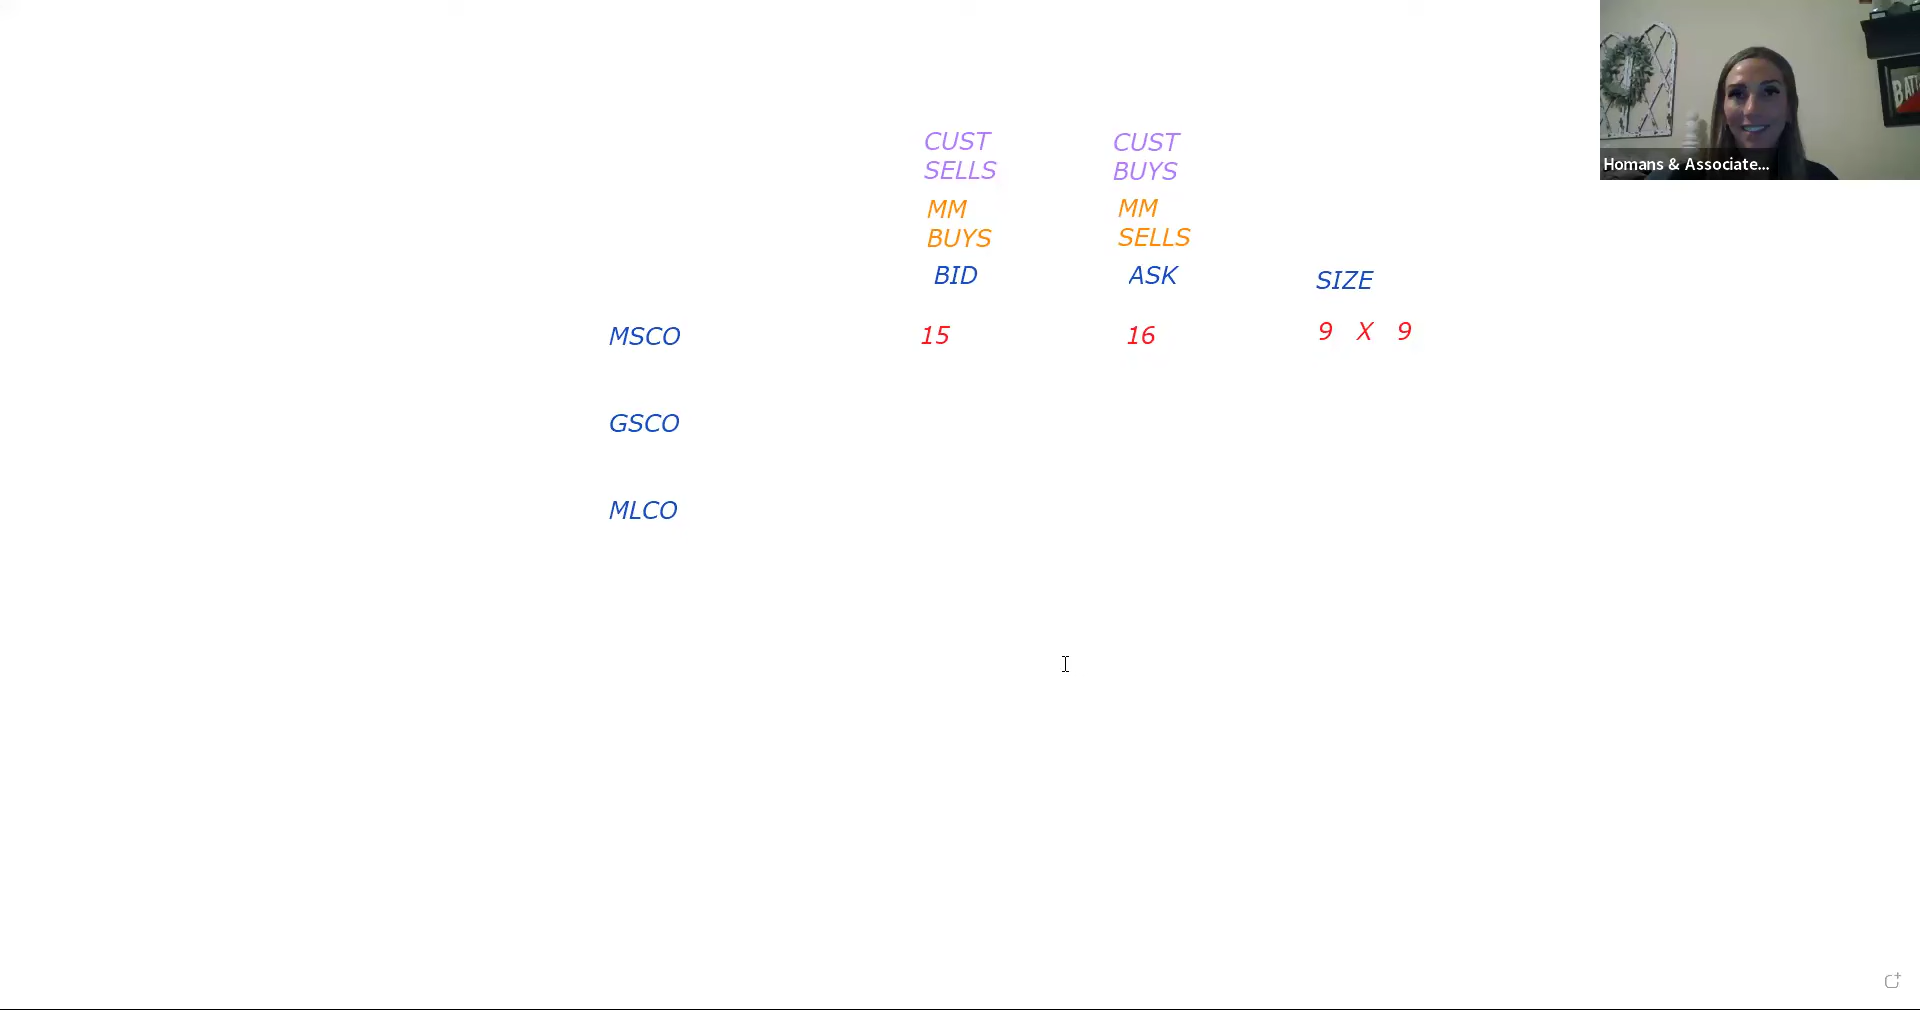 CUST
SELLS
CUST
BUYS
MM
BUYS
MM
SELLS
BID ASK SIZE
MSCO 15 16 9 X 9
GSCO
MLCO
Homans & Associate...